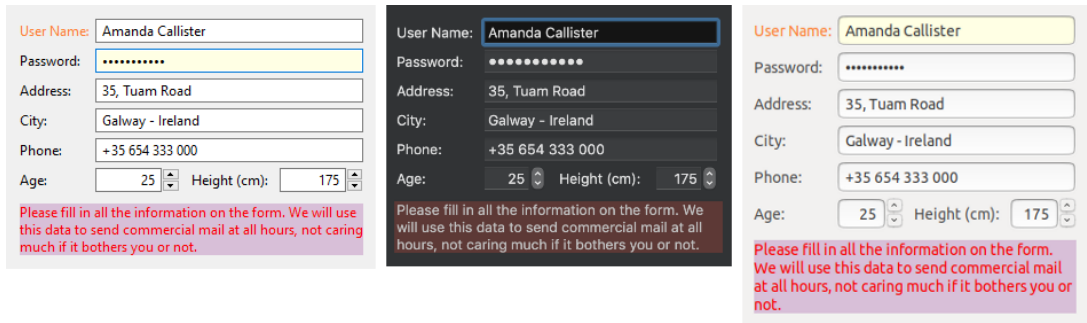 User Name: Amanda Callister
Password: •••••••••••
Address: 35, Tuam Road
City: Galway - Ireland
Phone: +35 654 333 000
Age: 25 Height (cm): 175
Please fill in all the information on the form. We will use
this data to send commercial mail at all hours, not caring
much if it bothers you or not.
User Name: Amanda Callister
Password: •••••••••••
Address: 35, Tuam Road
City: Galway - Ireland
Phone: +35 654 333 000
Age: 25 Height (cm): 175
Please fill in all the information on the form. We
will use this data to send commercial mail at all
hours, not caring much if it bothers you or not.
User Name: Amanda Callister
Password: •••••••••••
Address: 35, Tuam Road
City: Galway - Ireland
Phone: +35 654 333 000
Age: 25 Height (cm): 175
Please fill in all the information on the form.
We will use this data to send commercial mail
at all hours, not caring much if it bothers you or
not.